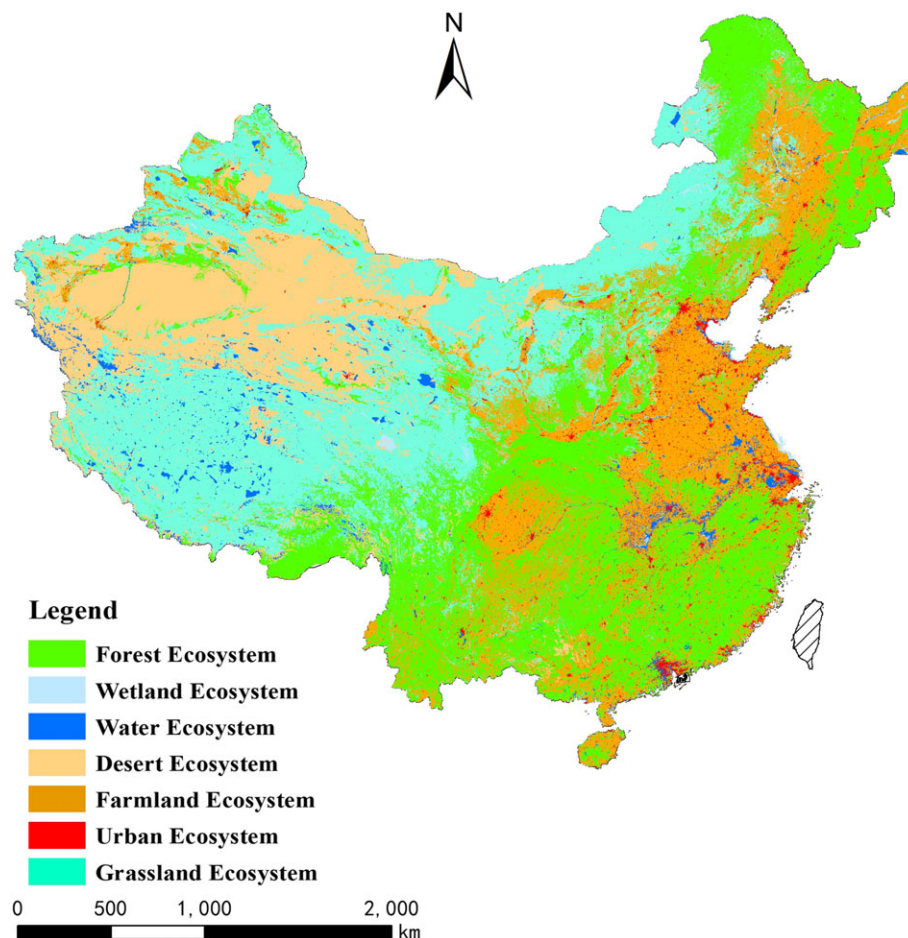 N
Legend
Forest Ecosystem
Wetland Ecosystem
Water Ecosystem
Desert Ecosystem
Farmland Ecosystem
Urban Ecosystem
Grassland Ecosystem
0 500 1,000 2,000
km